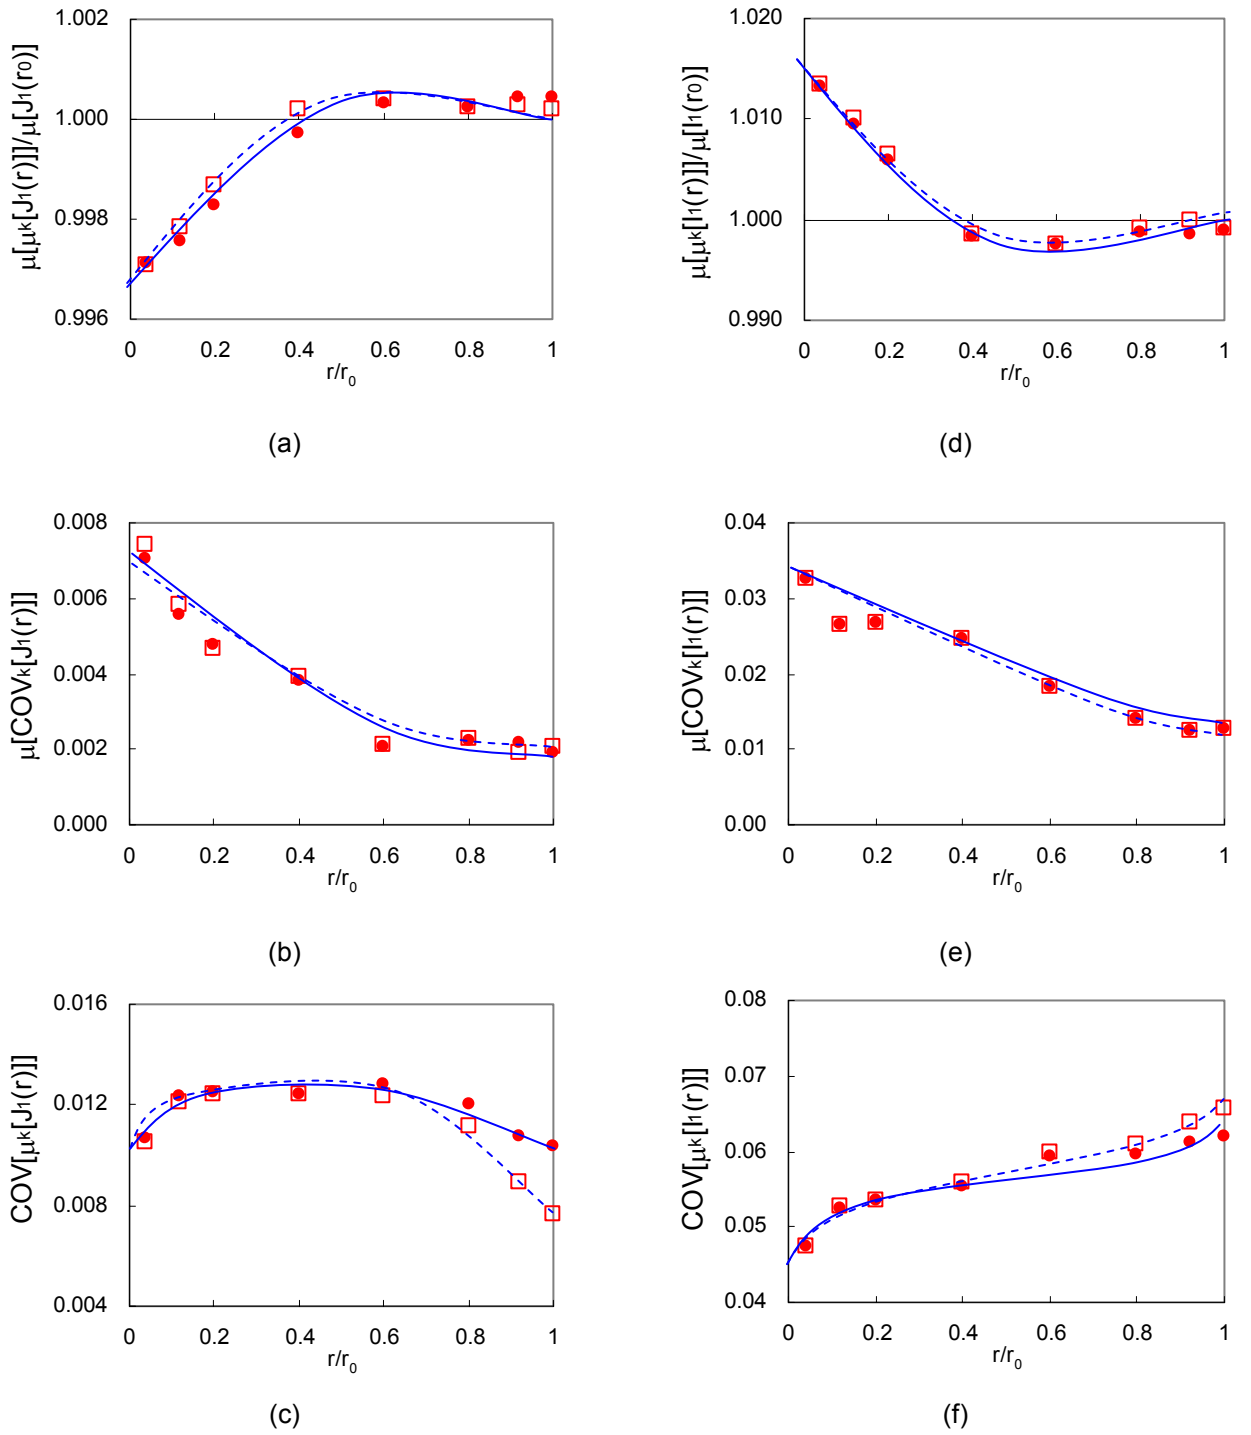 μ[μk[J1(r)]]/μ[J1(r0)]
1.002
1.000
0.998
0.996
0 0.2 0.4 0.6 0.8 1
r/r0
(a)
μ[μk[I1(r)]]/μ[I1(r0)]
1.020
1.010
1.000
0.990
0 0.2 0.4 0.6 0.8 1
r/r0
(d)
μ[COVk[J1(r)]]
0.008
0.006
0.004
0.002
0.000
0 0.2 0.4 0.6 0.8 1
r/r0
(b)
μ[COVk[I1(r)]]
0.04
0.03
0.02
0.01
0.00
0 0.2 0.4 0.6 0.8 1
r/r0
(e)
COV[μk[J1(r)]]
0.016
0.012
0.008
0.004
0 0.2 0.4 0.6 0.8 1
r/r0
(c)
COV[μk[I1(r)]]
0.08
0.07
0.06
0.05
0.04
0 0.2 0.4 0.6 0.8 1
r/r0
(f)